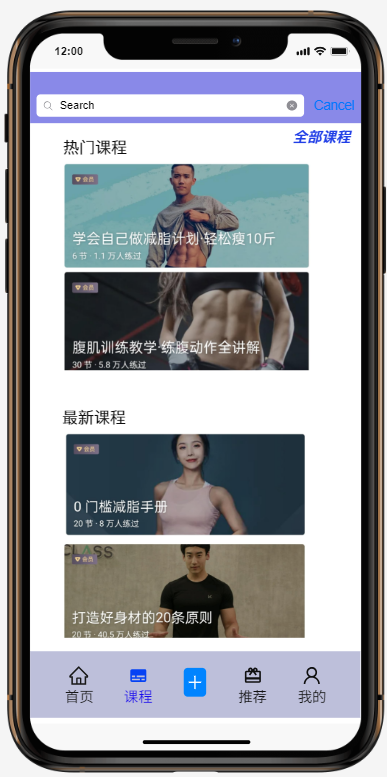 12:00
Search
Cancel
全部课程
热门课程
会员
学会自己做减脂计划·轻松瘦10斤
6 节 · 1.1 万人练过
会员
腹肌训练教学·练腹动作全讲解
30 节 · 5.8 万人练过
最新课程
会员
0 门槛减脂手册
20 节 · 8 万人练过
CLASS
会员
打造好身材的20条原则
20 节 · 40.5 万人练过
首页
课程
推荐
我的